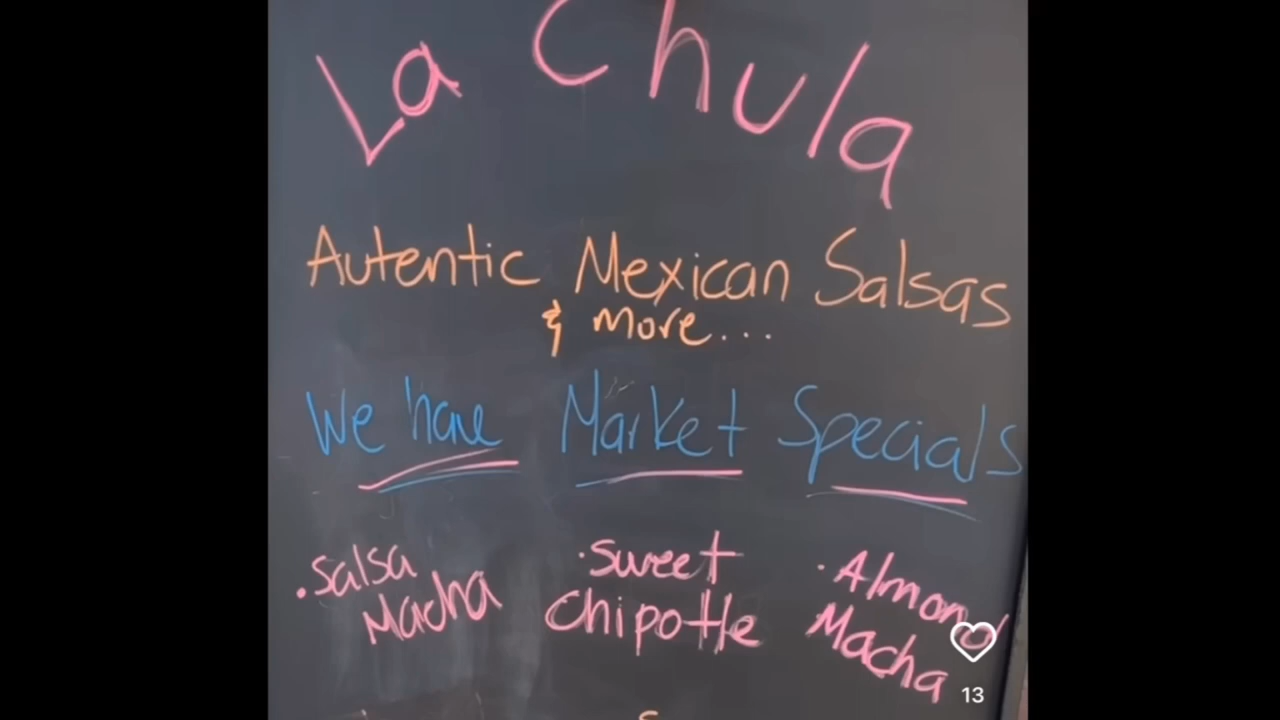 La Chula
Autentic Mexican Salsas
& more...
We have Market Specials
· Salsa Macha
· Sweet Chipotle
· Almond Macha
13